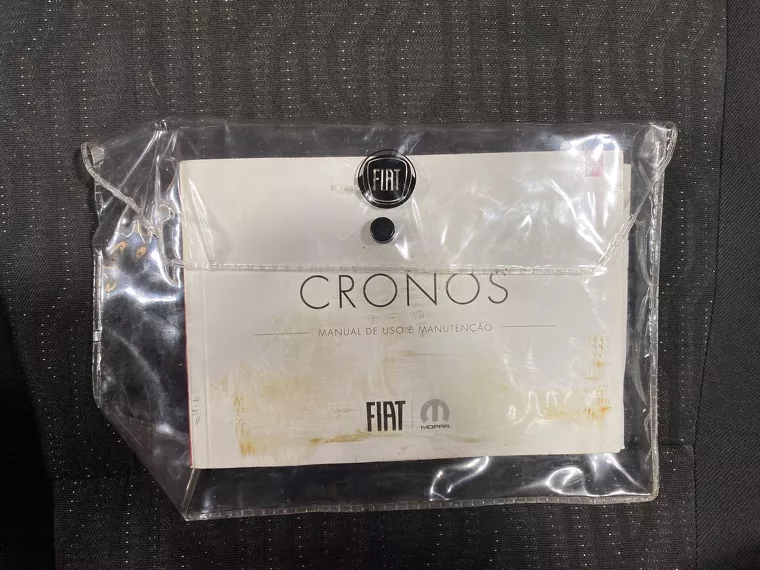 FIAT
CRONOS
MANUAL DE USO E MANUTENÇÃO
FIAT
MOPAR